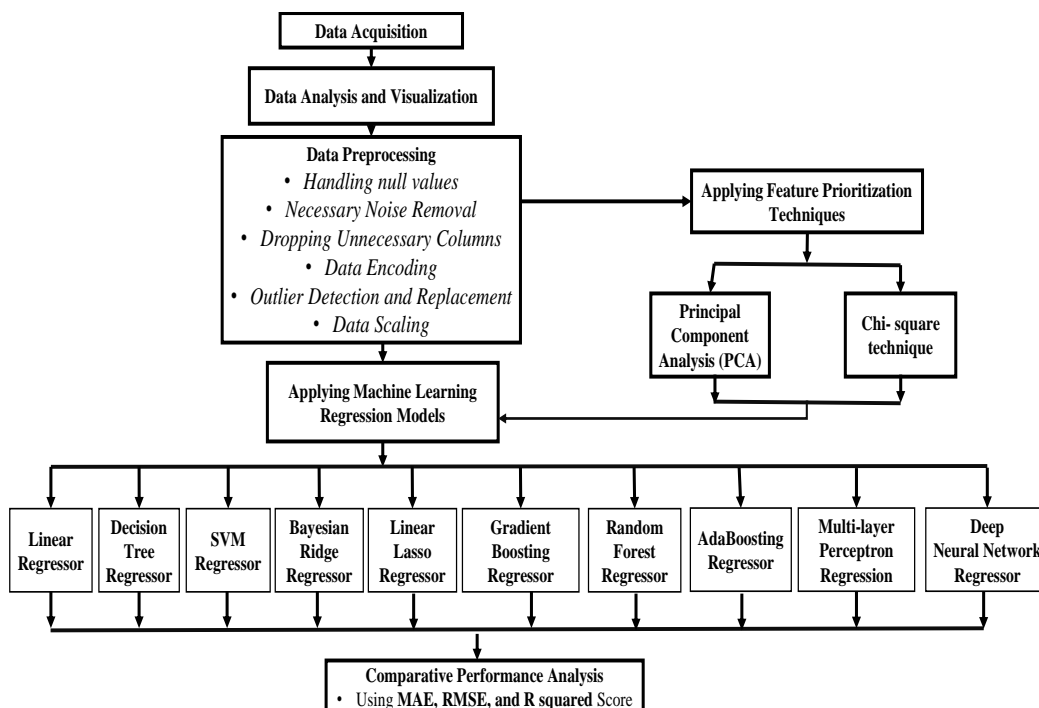 Data Acquisition
Data Analysis and Visualization
Data Preprocessing
• Handling null values
• Necessary Noise Removal
• Dropping Unnecessary Columns
• Data Encoding
• Outlier Detection and Replacement
• Data Scaling
Applying Feature Prioritization
Techniques
Principal
Component
Analysis (PCA)
Chi- square
technique
Applying Machine Learning
Regression Models
Linear
Regressor
Decision
Tree
Regressor
SVM
Regressor
Bayesian
Ridge
Regressor
Linear
Lasso
Regressor
Gradient
Boosting
Regressor
Random
Forest
Regressor
AdaBoosting
Regressor
Multi-layer
Perceptron
Regression
Deep
Neural Network
Regressor
Comparative Performance Analysis
• Using MAE, RMSE, and R squared Score